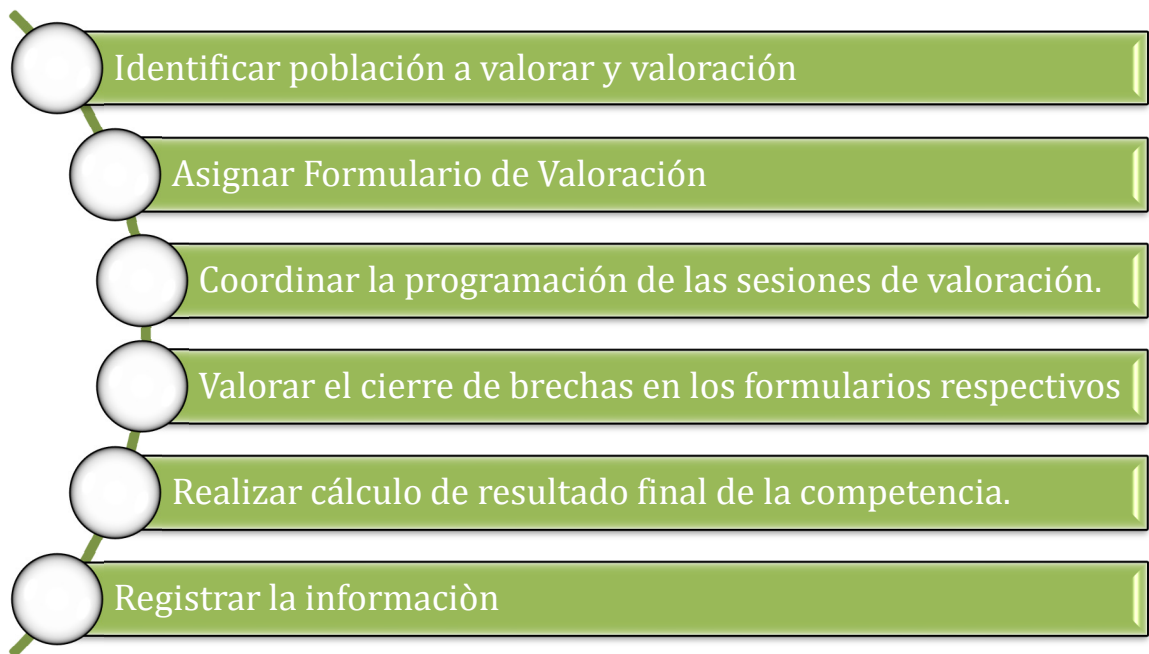 Identificar población a valorar y valoración
Asignar Formulario de Valoración
Coordinar la programación de las sesiones de valoración.
Valorar el cierre de brechas en los formularios respectivos
Realizar cálculo de resultado final de la competencia.
Registrar la informaciòn